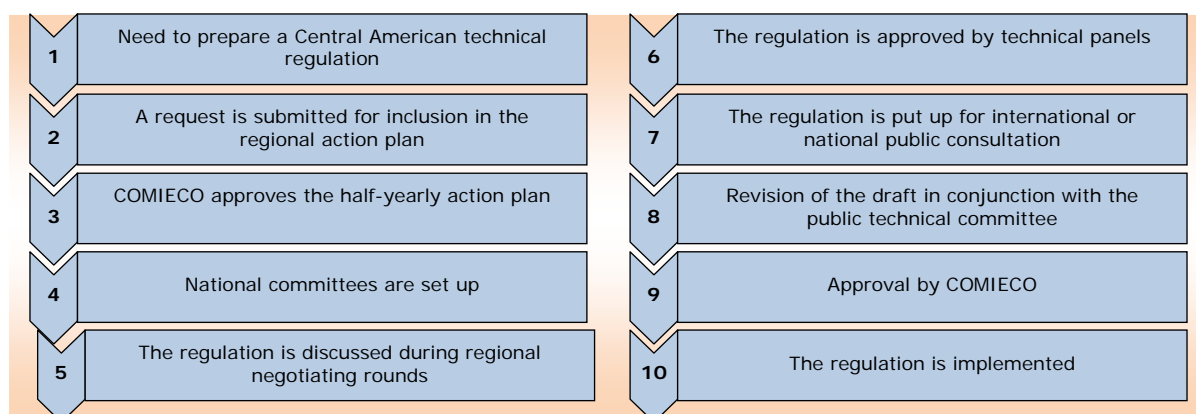 1
Need to prepare a Central American technical
regulation
2
A request is submitted for inclusion in the
regional action plan
3
COMIECO approves the half-yearly action plan
4
National committees are set up
5
The regulation is discussed during regional
negotiating rounds
6
The regulation is approved by technical panels
7
The regulation is put up for international or
national public consultation
8
Revision of the draft in conjunction with the
public technical committee
9
Approval by COMIECO
10
The regulation is implemented